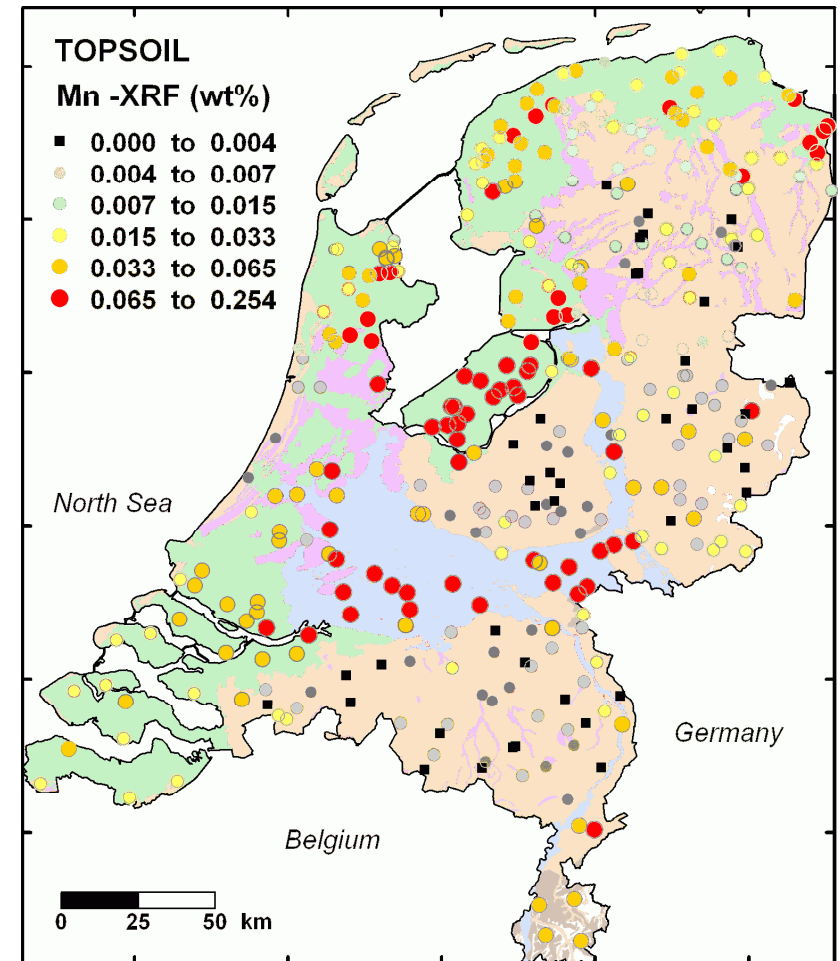 TOPSOIL
Mn -XRF (wt%)
0.000 to 0.004
0.004 to 0.007
0.007 to 0.015
0.015 to 0.033
0.033 to 0.065
0.065 to 0.254
North Sea
Germany
Belgium
0 25 50 km